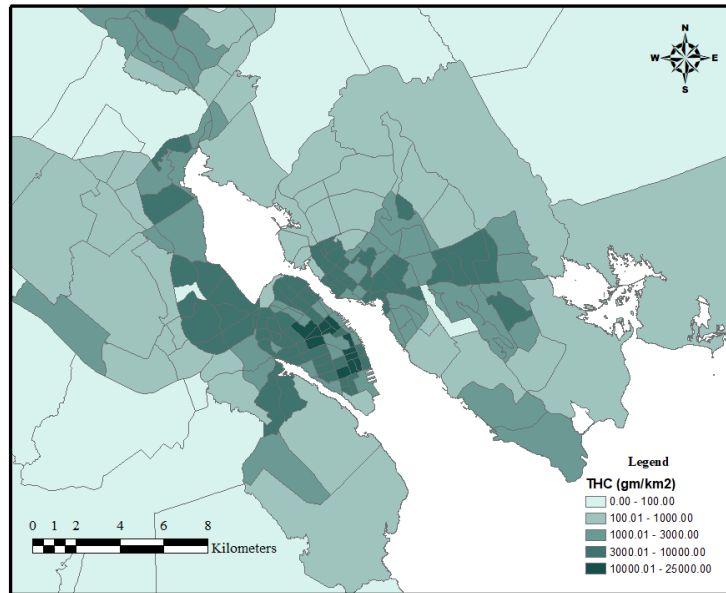 N
W E
S
Legend
THC (gm/km2)
0.00 - 100.00
100.01 - 1000.00
1000.01 - 3000.00
3000.01 - 10000.00
10000.01 - 25000.00
0 1 2 4 6 8
Kilometers